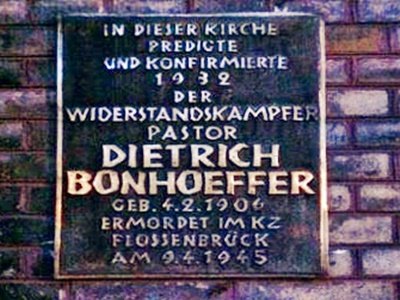 IN DIESER KIRCHE
PREDIGTE
UND KONFIRMIERTE
1932
DER
WIDERSTANDSKÄMPFER
PASTOR
DIETRICH
BONHOEFFER
GEB. 4.2.1906
ERMORDET IM KZ
FLOSSENBRÜCK
AM 9.4.1945